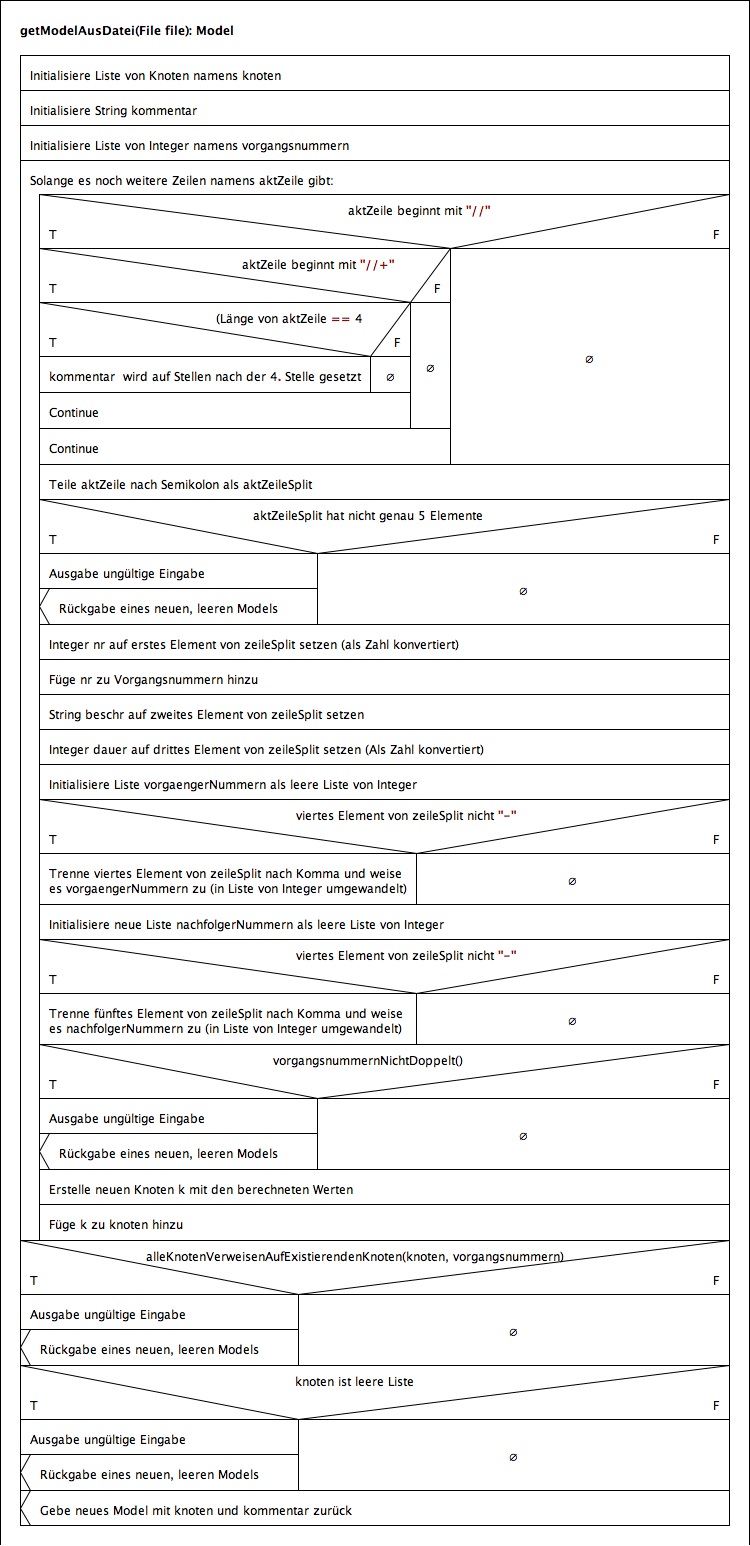 getModelAusDatei(File file): Model
Initialisiere Liste von Knoten namens knoten
Initialisiere String kommentar
Initialisiere Liste von Integer namens vorgangsnummern
Solange es noch weitere Zeilen namens aktZeile gibt:
aktZeile beginnt mit "//"
T F
aktZeile beginnt mit "//+"
T F
(Länge von aktZeile == 4
T F
kommentar wird auf Stellen nach der 4. Stelle gesetzt ∅ ∅ ∅
Continue
Continue
Teile aktZeile nach Semikolon als aktZeileSplit
aktZeileSplit hat nicht genau 5 Elemente
T F
Ausgabe ungültige Eingabe ∅
Rückgabe eines neuen, leeren Models
Integer nr auf erstes Element von zeileSplit setzen (als Zahl konvertiert)
Füge nr zu Vorgangsnummern hinzu
String beschr auf zweites Element von zeileSplit setzen
Integer dauer auf drittes Element von zeileSplit setzen (Als Zahl konvertiert)
Initialisiere Liste vorgaengerNummern als leere Liste von Integer
viertes Element von zeileSplit nicht "-"
T F
Trenne viertes Element von zeileSplit nach Komma und weise
es vorgaengerNummern zu (in Liste von Integer umgewandelt) ∅
Initialisiere neue Liste nachfolgerNummern als leere Liste von Integer
viertes Element von zeileSplit nicht "-"
T F
Trenne fünftes Element von zeileSplit nach Komma und weise
es nachfolgerNummern zu (in Liste von Integer umgewandelt) ∅
vorgangsnummernNichtDoppelt()
T F
Ausgabe ungültige Eingabe ∅
Rückgabe eines neuen, leeren Models
Erstelle neuen Knoten k mit den berechneten Werten
Füge k zu knoten hinzu
alleKnotenVerweisenAufExistierendenKnoten(knoten, vorgangsnummern)
T F
Ausgabe ungültige Eingabe ∅
Rückgabe eines neuen, leeren Models
knoten ist leere Liste
T F
Ausgabe ungültige Eingabe ∅
Rückgabe eines neuen, leeren Models
Gebe neues Model mit knoten und kommentar zurück